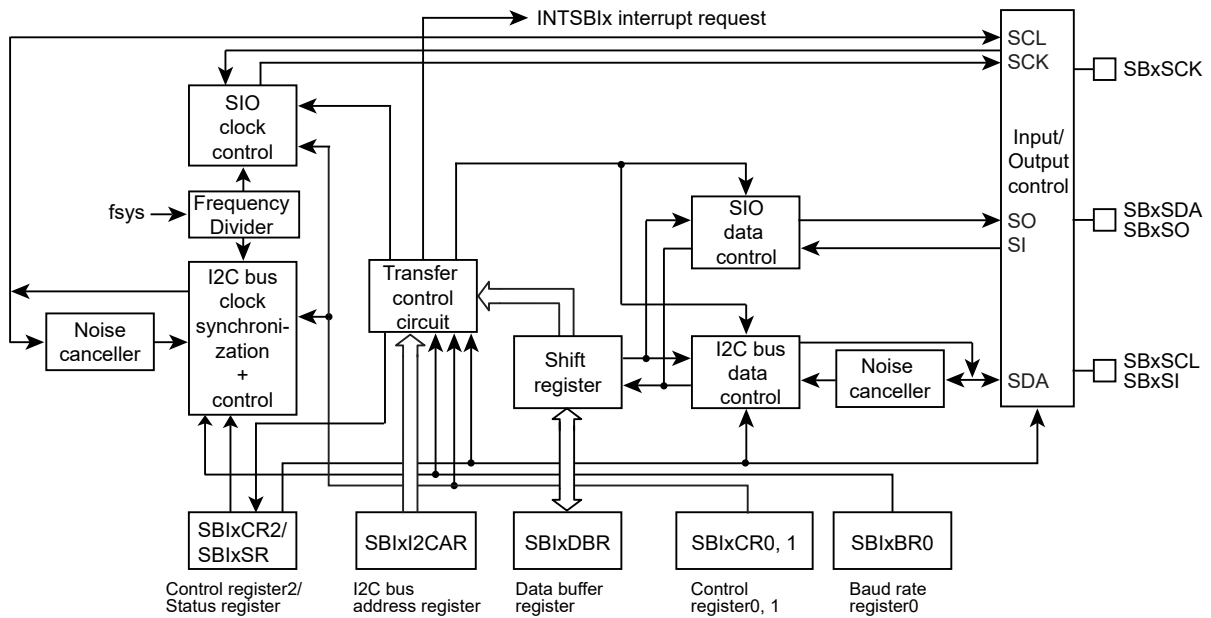 INTSBIx interrupt request
SCL
SCK
SBxSCK
SIO
clock
control
Input/
Output
control
fsys
Frequency
Divider
SIO
data
control
SO
SI
SBxSDA
SBxSO
I2C bus
clock
synchroni-
zation
+
control
Transfer
control
circuit
Noise
canceller
Shift
register
I2C bus
data
control
Noise
canceller
SDA
SBxSCL
SBxSI
SBIxCR2/
SBIxSR
SBIxI2CAR
SBIxDBR
SBIxCR0, 1
SBIxBR0
Control register2/
Status register
I2C bus
address register
Data buffer
register
Control
register0, 1
Baud rate
register0